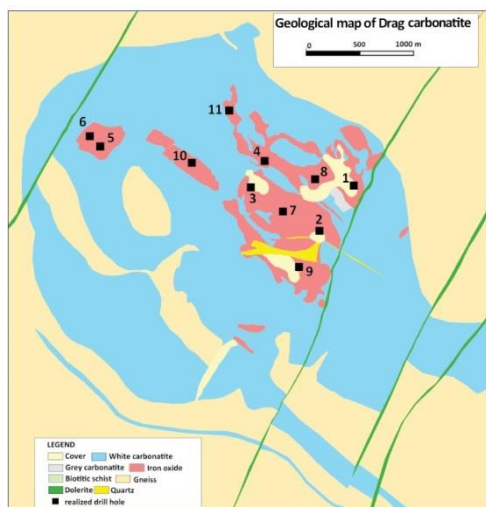 Geological map of Drag carbonatite
0 500 1000 m
11
6
5
4
10
8
1
3
7
2
9
LEGEND
Cover White carbonatite
Grey carbonatite Iron oxide
Biotitic schist Gneiss
Dolerite Quartz
realized drill hole